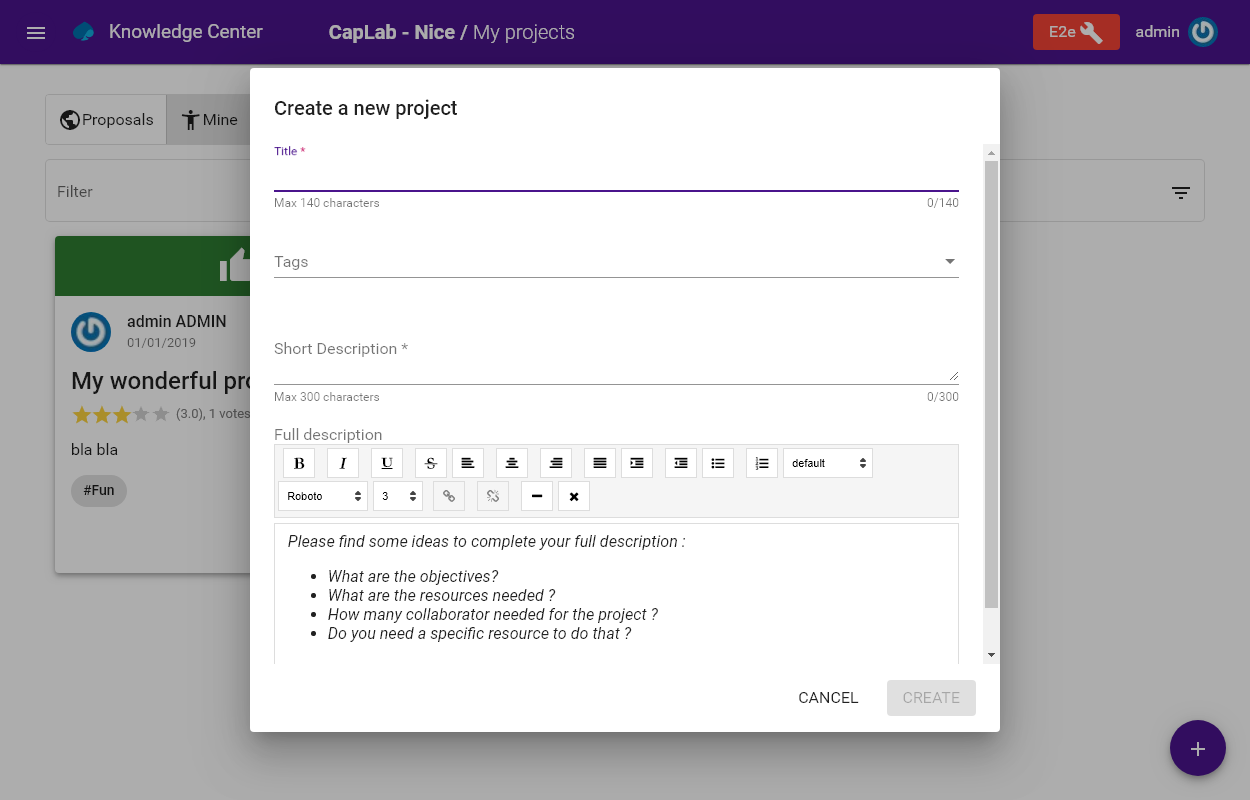 Knowledge Center
CapLab - Nice / My projects
E2e
admin
Proposals
Mine
Filter
admin ADMIN
01/01/2019
My wonderful pro
(3.0), 1 votes
bla bla
#Fun
Create a new project
Title *
Max 140 characters 0/140
Tags
Short Description *
Max 300 characters 0/300
Full description
B I U S default
Roboto 3
Please find some ideas to complete your full description :
• What are the objectives?
• What are the resources needed ?
• How many collaborator needed for the project ?
• Do you need a specific resource to do that ?
CANCEL CREATE